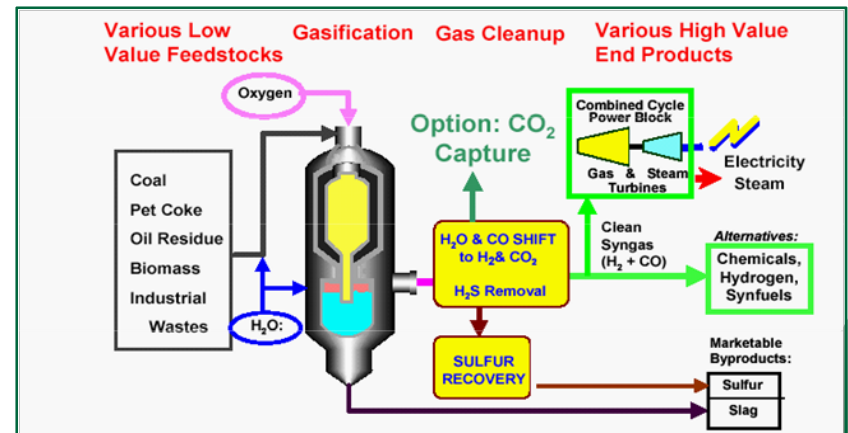 Various Low
Value Feedstocks
Gasification
Gas Cleanup
Various High Value
End Products
Oxygen
Coal
Pet Coke
Oil Residue
Biomass
Industrial
Wastes
H₂O:
Option: CO₂
Capture
H₂O & CO SHIFT
to H₂& CO₂
H₂S Removal
SULFUR
RECOVERY
Combined Cycle
Power Block
Gas & Steam
Turbines
Electricity
Steam
Clean
Syngas
(H₂ + CO)
Alternatives:
Chemicals,
Hydrogen,
Synfuels
Marketable
Byproducts:
Sulfur
Slag